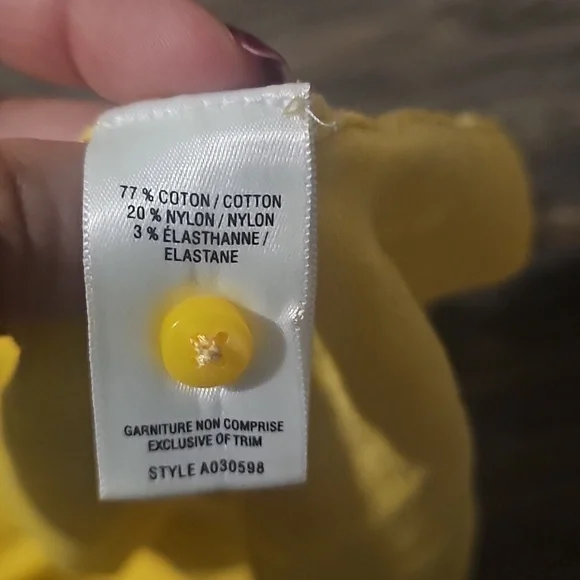 77 % COTON / COTTON
20 % NYLON / NYLON
3 % ÉLASTHANNE /
ELASTANE
GARNITURE NON COMPRISE
EXCLUSIVE OF TRIM
STYLE A030598